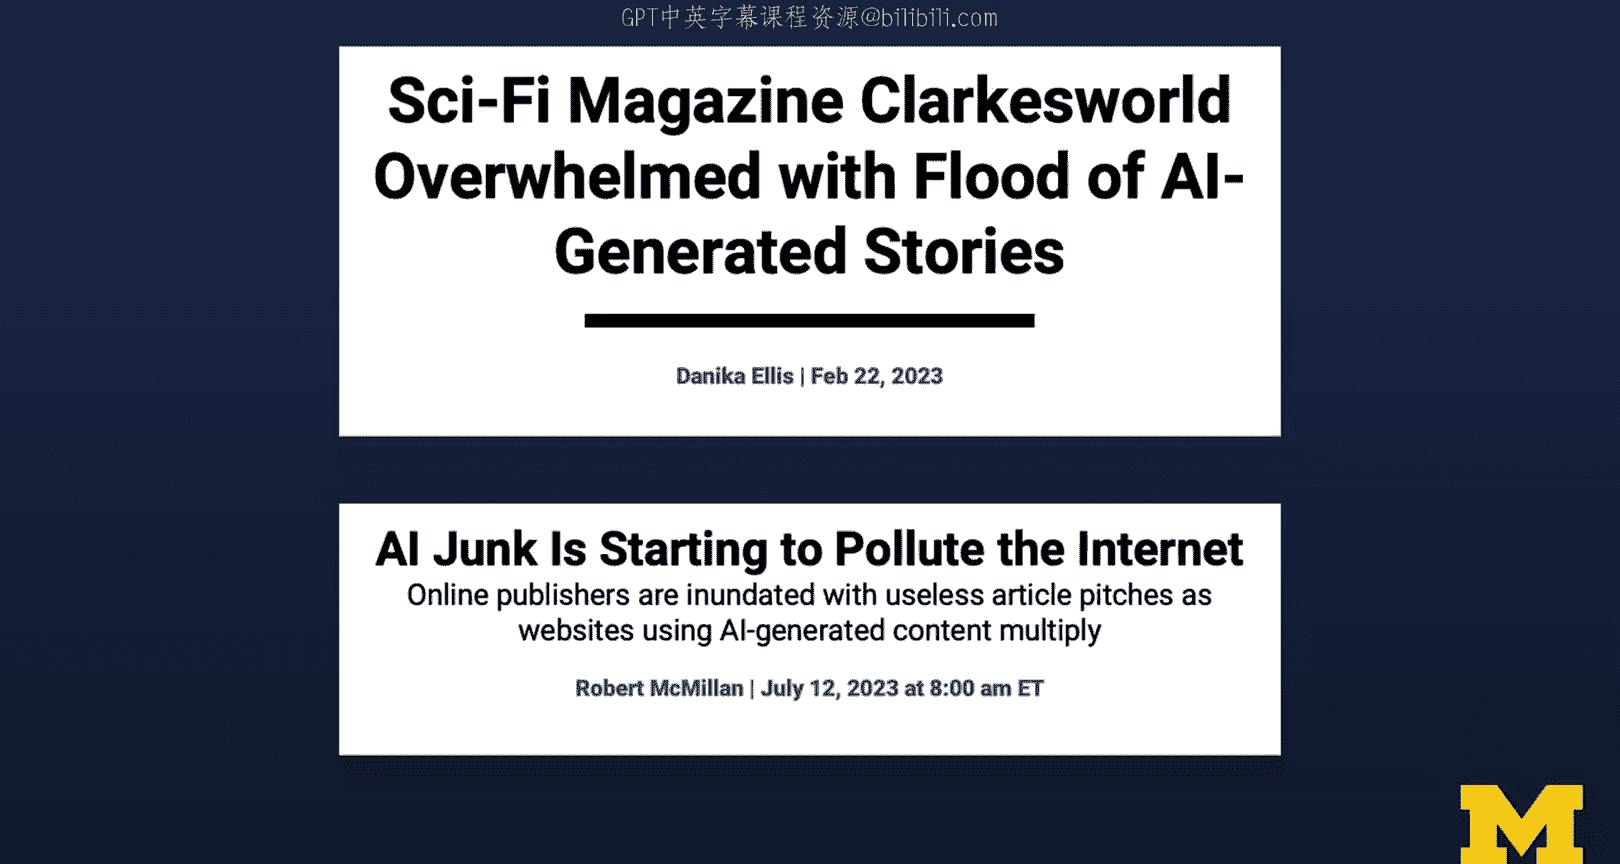 GPT中英字幕课程资源@bilibili.com
Sci-Fi Magazine Clarkesworld
Overwhelmed with Flood of AI-
Generated Stories
Danika Ellis | Feb 22, 2023
AI Junk Is Starting to Pollute the Internet
Online publishers are inundated with useless article pitches as
websites using AI-generated content multiply
Robert McMillan | July 12, 2023 at 8:00 am ET
M